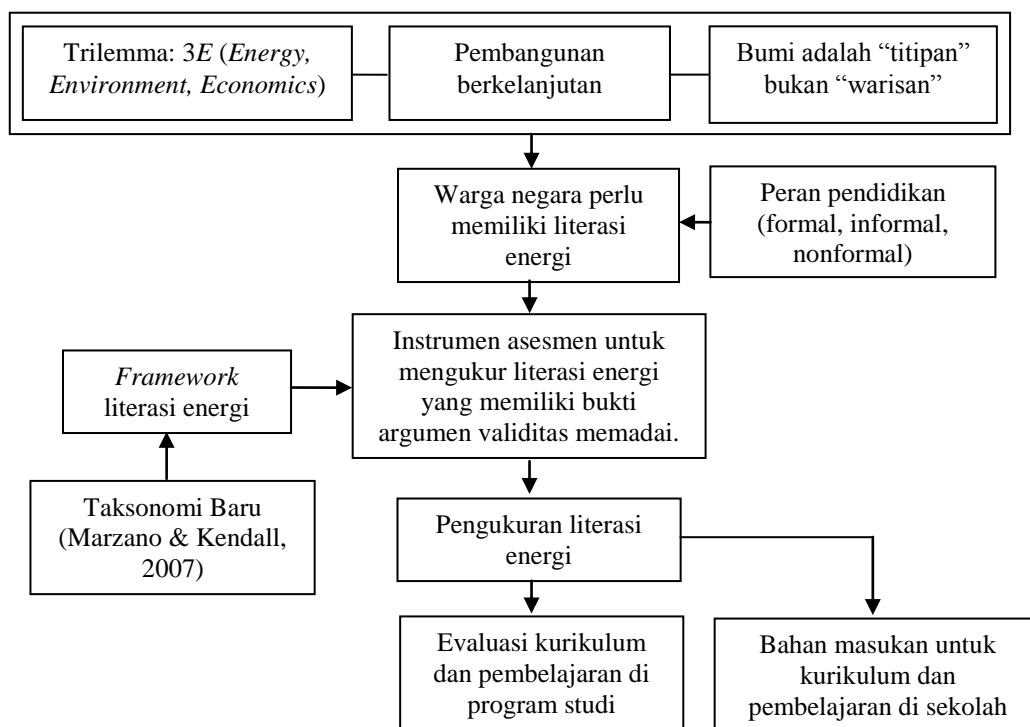 Trilemma: 3E (Energy,
Environment, Economics)
Pembangunan
berkelanjutan
Bumi adalah “titipan”
bukan “warisan”
Warga negara perlu
memiliki literasi
energi
Peran pendidikan
(formal, informal,
nonformal)
Instrumen asesmen untuk
mengukur literasi energi
yang memiliki bukti
argumen validitas memadai.
Framework
literasi energi
Taksonomi Baru
(Marzano & Kendall,
2007)
Pengukuran literasi
energi
Evaluasi kurikulum
dan pembelajaran di
program studi
Bahan masukan untuk
kurikulum dan
pembelajaran di sekolah